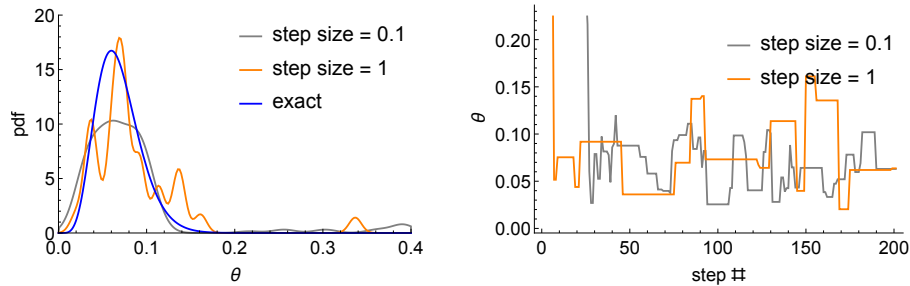 20
15
10
5
0
0.0 0.1 0.2 0.3 0.4
pdf
θ
step size = 0.1
step size = 1
exact
0.20
0.15
0.10
0.05
0.00
0 50 100 150 200
θ
step #
step size = 0.1
step size = 1